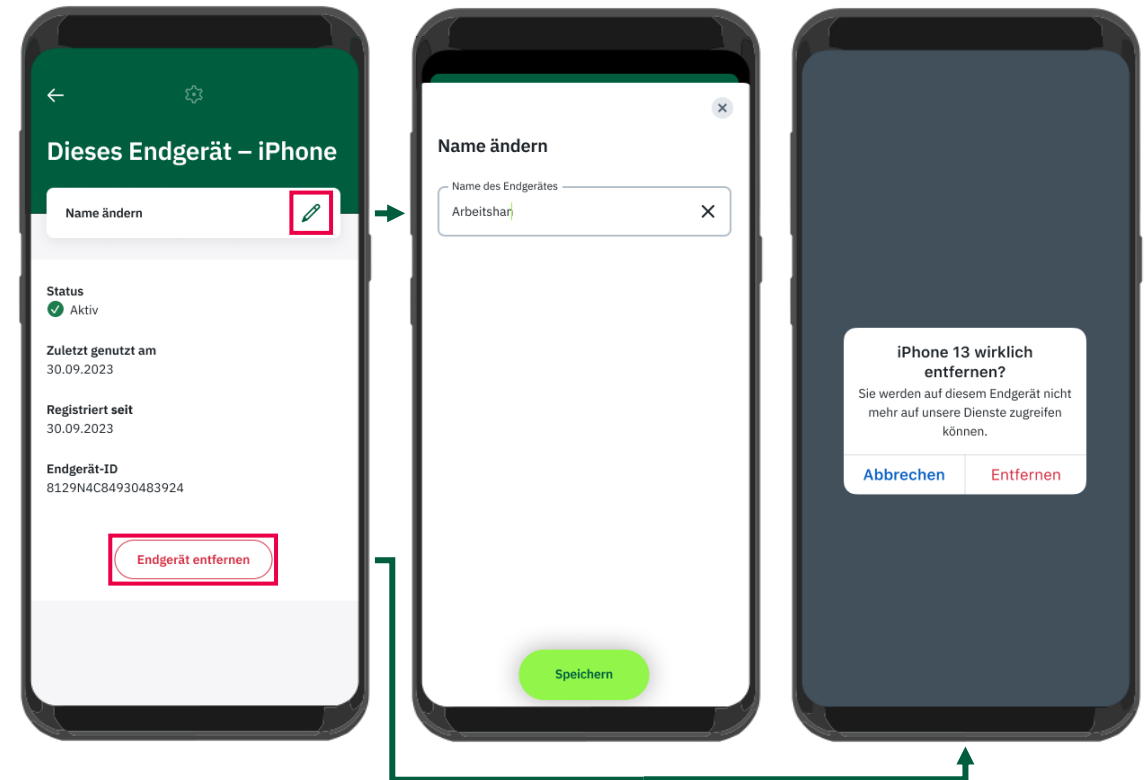 Dieses Endgerät – iPhone
Name ändern
Status
Aktiv
Zuletzt genutzt am
30.09.2023
Registriert seit
30.09.2023
Endgerät-ID
8129N4C84930483924
Endgerät entfernen
Name ändern
Name des Endgerätes
Arbeitshan
Speichern
iPhone 13 wirklich
entfernen?
Sie werden auf diesem Endgerät nicht
mehr auf unsere Dienste zugreifen
können.
Abbrechen
Entfernen